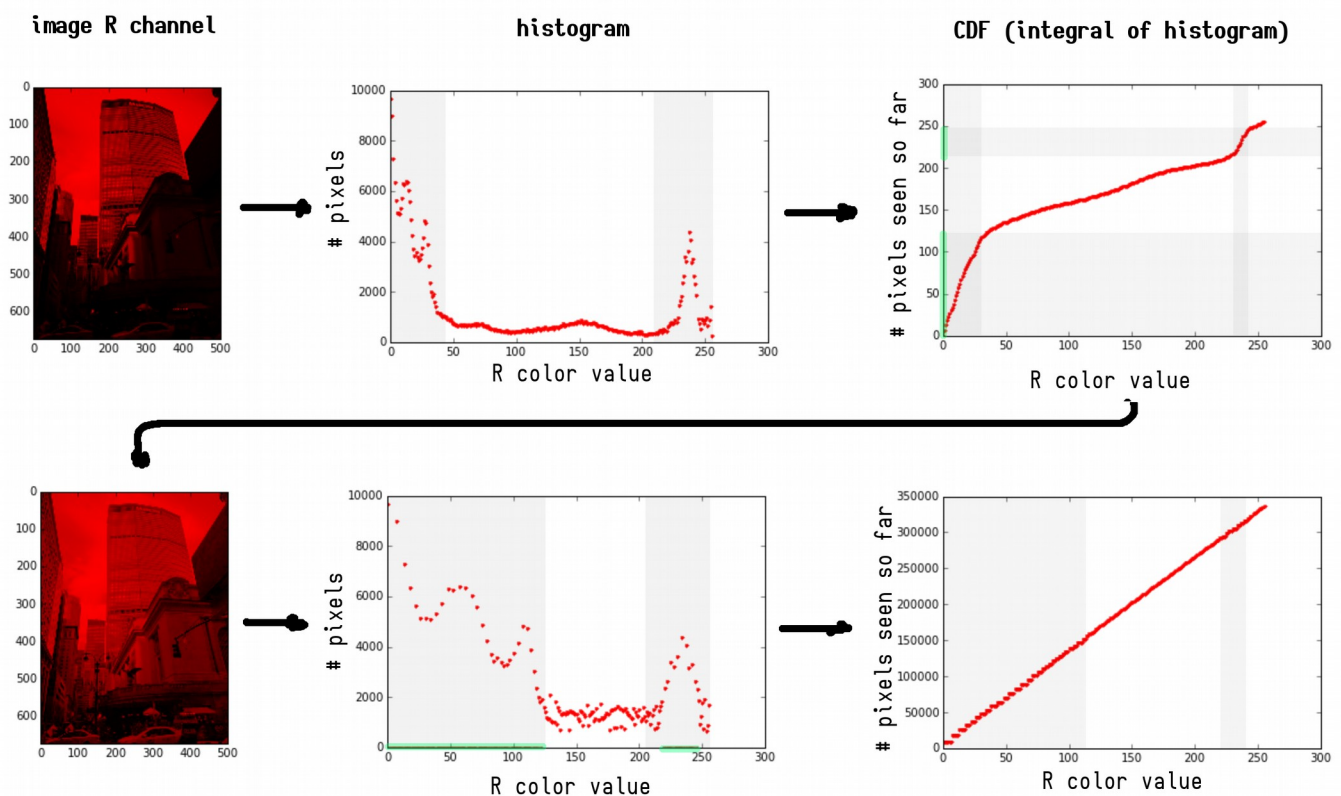 image R channel
histogram
CDF (integral of histogram)
0
100
200
300
400
500
600
0 100 200 300 400 500
# pixels
10000
8000
6000
4000
2000
0
0 50 100 150 200 250 300
R color value
# pixels seen so far
300
250
200
150
100
50
0
0 50 100 150 200 250 300
R color value
0
100
200
300
400
500
600
0 100 200 300 400 500
# pixels
10000
8000
6000
4000
2000
0
0 50 100 150 200 250 300
R color value
# pixels seen so far
350000
300000
250000
200000
150000
100000
50000
0
0 50 100 150 200 250 300
R color value